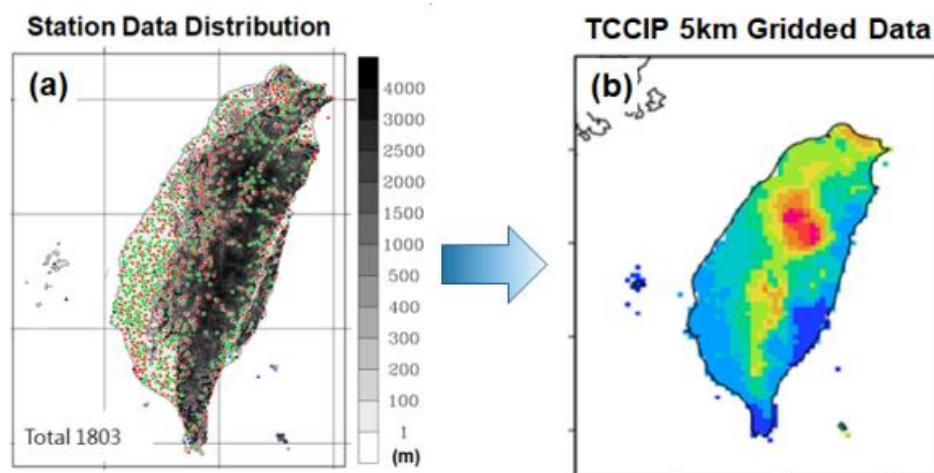 Station Data Distribution
TCCIP 5km Gridded Data
(a)
(b)
4000
3000
2500
2000
1500
1000
500
400
300
200
100
1
(m)
Total 1803